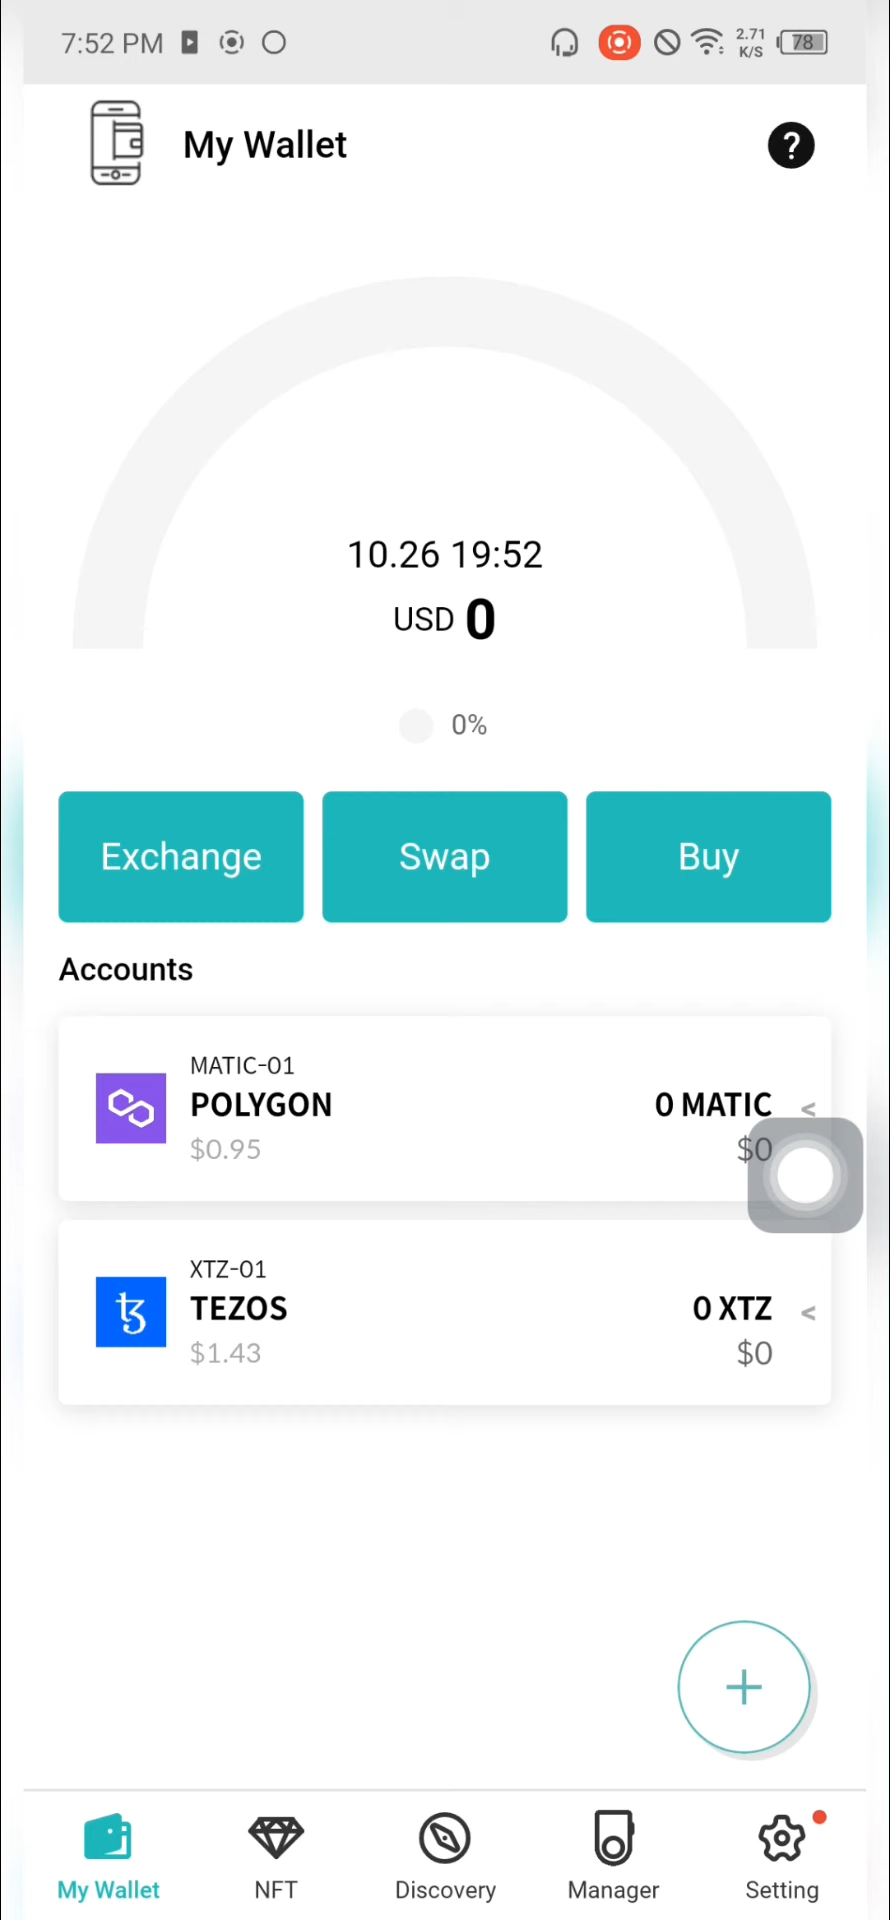 7:52 PM
2.71
K/S
78
My Wallet
?
10.26 19:52
USD 0
0%
Exchange
Swap
Buy
Accounts
MATIC-01
POLYGON
0 MATIC
<
$0.95
$0
XTZ-01
TEZOS
0 XTZ
<
$1.43
$0
+
My Wallet
NFT
Discovery
Manager
Setting